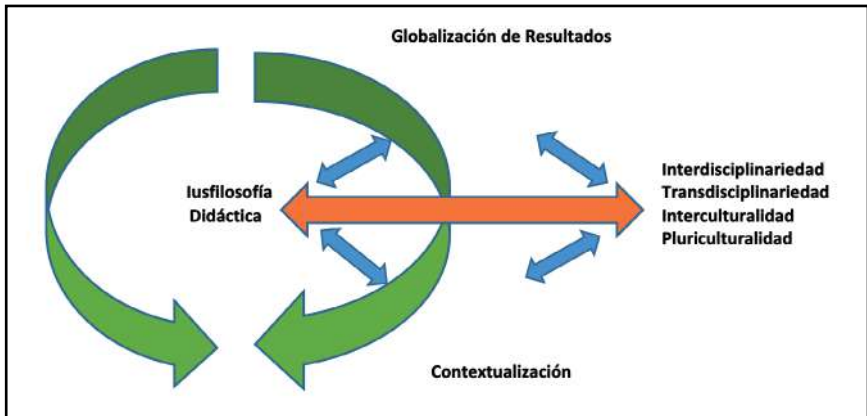 Globalización de Resultados
Iusfilosofía
Didáctica
Interdisciplinariedad
Transdisciplinariedad
Interculturalidad
Pluriculturalidad
Contextualización